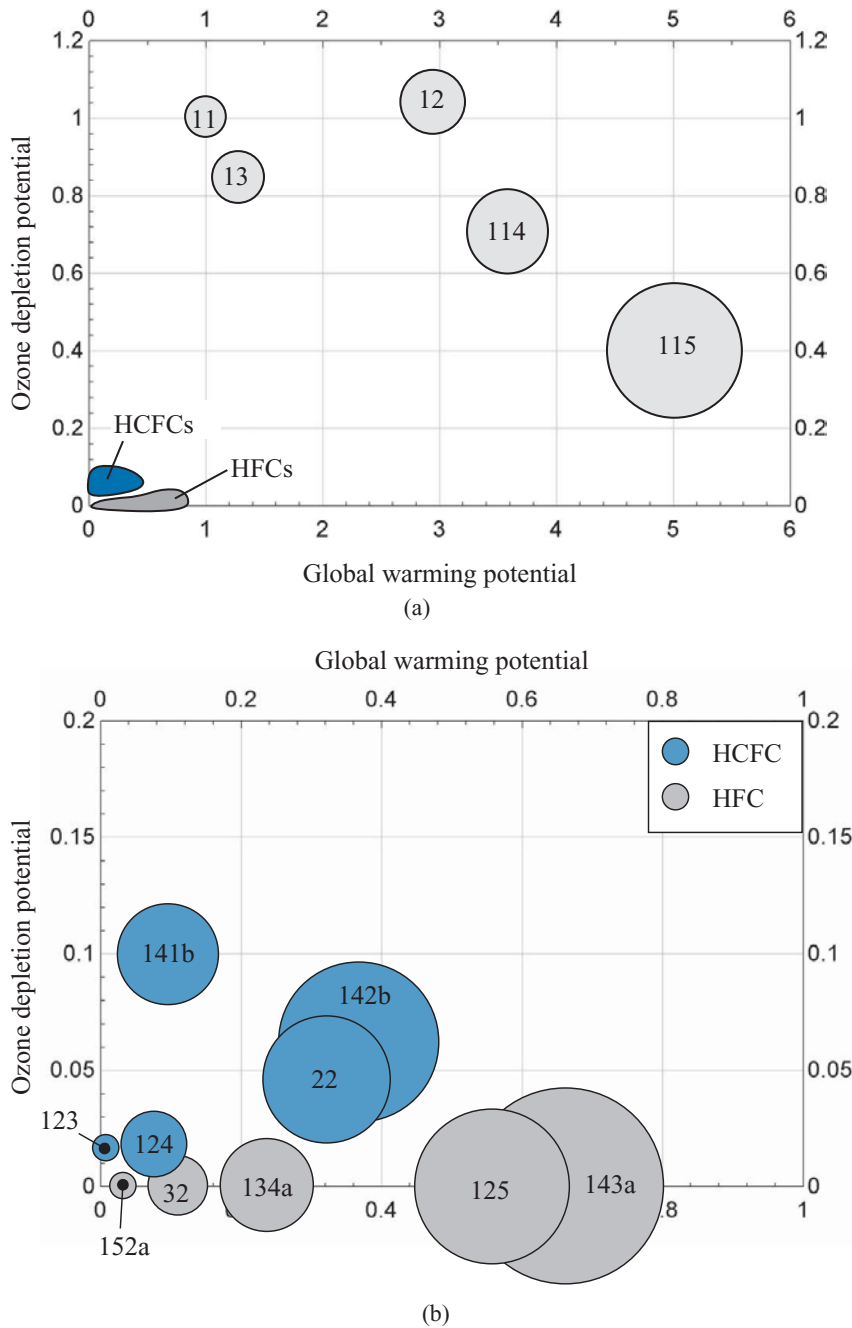 0 1 2 3 4 5 6
1.2 1.2
12
11
1 1
13
0.8 0.8
114
0.6 0.6
115
0.4 0.4
HCFCs
0.2 0.2
HFCs
0 0
0 1 2 3 4 5 6
Ozone depletion potential
Global warming potential
(a)
Global warming potential
0 0.2 0.4 0.6 0.8 1
0.2 0.2
HCFC
HFC
0.15 0.15
141b
0.1 0.1
142b
22
0.05 0.05
123
124
32 134a 125 143a
0 0
0 0.4 0.8 1
152a
Ozone depletion potential
(b)